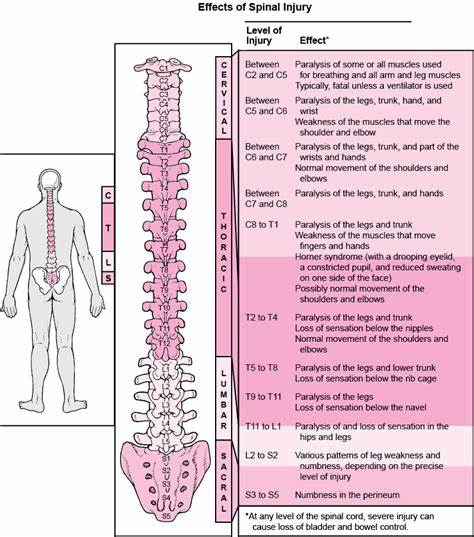 Effects of Spinal Injury
Level of
Injury
Effect*
C
T
L
S
C1
C2
C3
C4
C5
C6
C7
T1
T2
T3
T4
T5
T6
T7
T8
T9
T10
T11
T12
L1
L2
L3
L4
L5
S1
S2
S3
S4
S5
CERVICAL
THORACIC
LUMBAR
SACRAL
Between
C2 and C5
Paralysis of some or all muscles used
for breathing and all arm and leg muscles
Typically, fatal unless a ventilator is used
Between
C5 and C6
Paralysis of the legs, trunk, hand, and
wrist
Weakness of the muscles that move the
shoulder and elbow
Between
C6 and C7
Paralysis of the legs, trunk, and part of the
wrists and hands
Normal movement of the shoulders and
elbows
Between
C7 and C8
Paralysis of the legs, trunk, and hands
C8 to T1
Paralysis of the legs and trunk
Weakness of the muscles that move
fingers and hands
Horner syndrome (with a drooping eyelid,
a constricted pupil, and reduced sweating
on one side of the face)
Possibly normal movement of the
shoulders and elbows
T2 to T4
Paralysis of the legs and trunk
Loss of sensation below the nipples
Normal movement of the shoulders and
elbows
T5 to T8
Paralysis of the legs and lower trunk
Loss of sensation below the rib cage
T9 to T11
Paralysis of the legs
Loss of sensation below the navel
T11 to L1
Paralysis of and loss of sensation in the
hips and legs
L2 to S2
Various patterns of leg weakness and
numbness, depending on the precise
level of injury
S3 to S5
Numbness in the perineum
*At any level of the spinal cord, severe injury can
cause loss of bladder and bowel control.